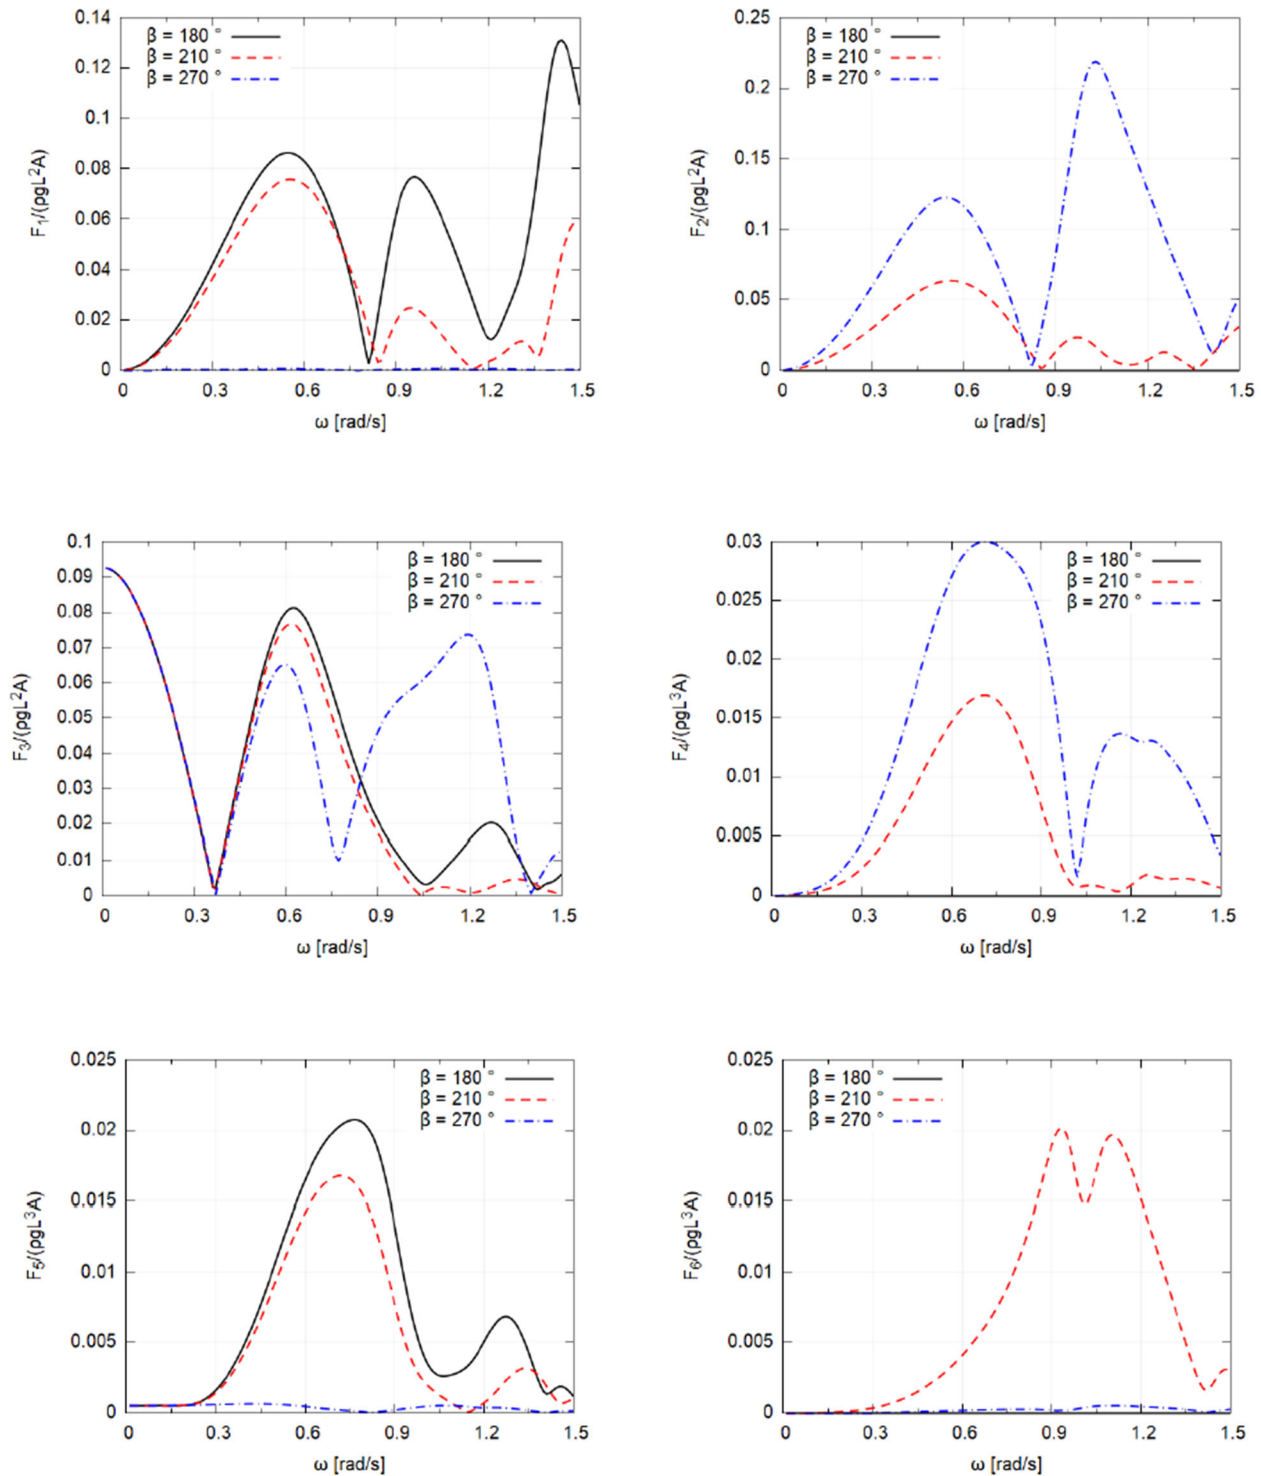 0.14
0.12
0.1
0.08
0.06
0.04
0.02
0
F1/(ρgL²A)
β = 180 °
β = 210 °
β = 270 °
0 0.3 0.6 0.9 1.2 1.5
ω [rad/s]
0.25
0.2
0.15
0.1
0.05
0
F2/(ρgL²A)
β = 180 °
β = 210 °
β = 270 °
0 0.3 0.6 0.9 1.2 1.5
ω [rad/s]
0.1
0.09
0.08
0.07
0.06
0.05
0.04
0.03
0.02
0.01
0
F3/(ρgL²A)
β = 180 °
β = 210 °
β = 270 °
0 0.3 0.6 0.9 1.2 1.5
ω [rad/s]
0.03
0.025
0.02
0.015
0.01
0.005
0
F4/(ρgL³A)
β = 180 °
β = 210 °
β = 270 °
0 0.3 0.6 0.9 1.2 1.5
ω [rad/s]
0.025
0.02
0.015
0.01
0.005
0
F5/(ρgL³A)
β = 180 °
β = 210 °
β = 270 °
0 0.3 0.6 0.9 1.2 1.5
ω [rad/s]
0.025
0.02
0.015
0.01
0.005
0
F6/(ρgL³A)
β = 180 °
β = 210 °
β = 270 °
0 0.3 0.6 0.9 1.2 1.5
ω [rad/s]